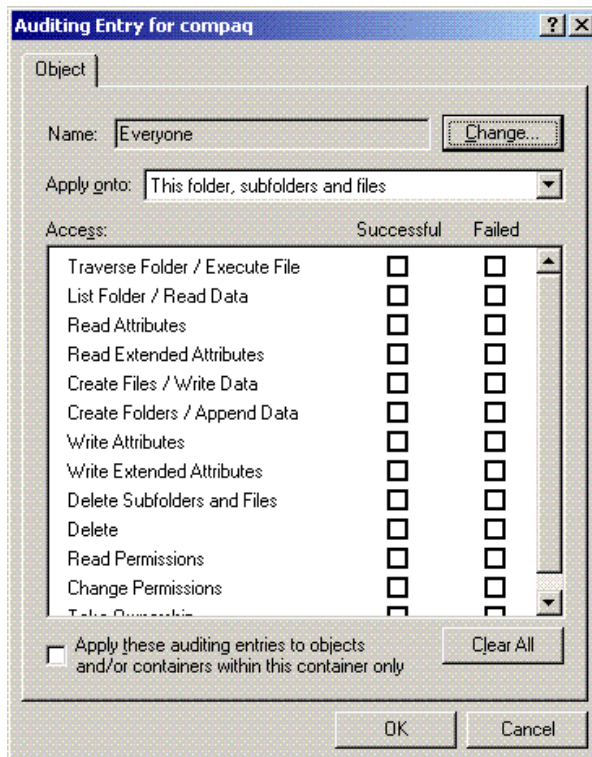 Auditing Entry for compaq
Object
Name: Everyone Change...
Apply onto: This folder, subfolders and files
Access: Successful Failed
Traverse Folder / Execute File
List Folder / Read Data
Read Attributes
Read Extended Attributes
Create Files / Write Data
Create Folders / Append Data
Write Attributes
Write Extended Attributes
Delete Subfolders and Files
Delete
Read Permissions
Change Permissions
Take Ownership
Apply these auditing entries to objects
and/or containers within this container only
Clear All
OK Cancel